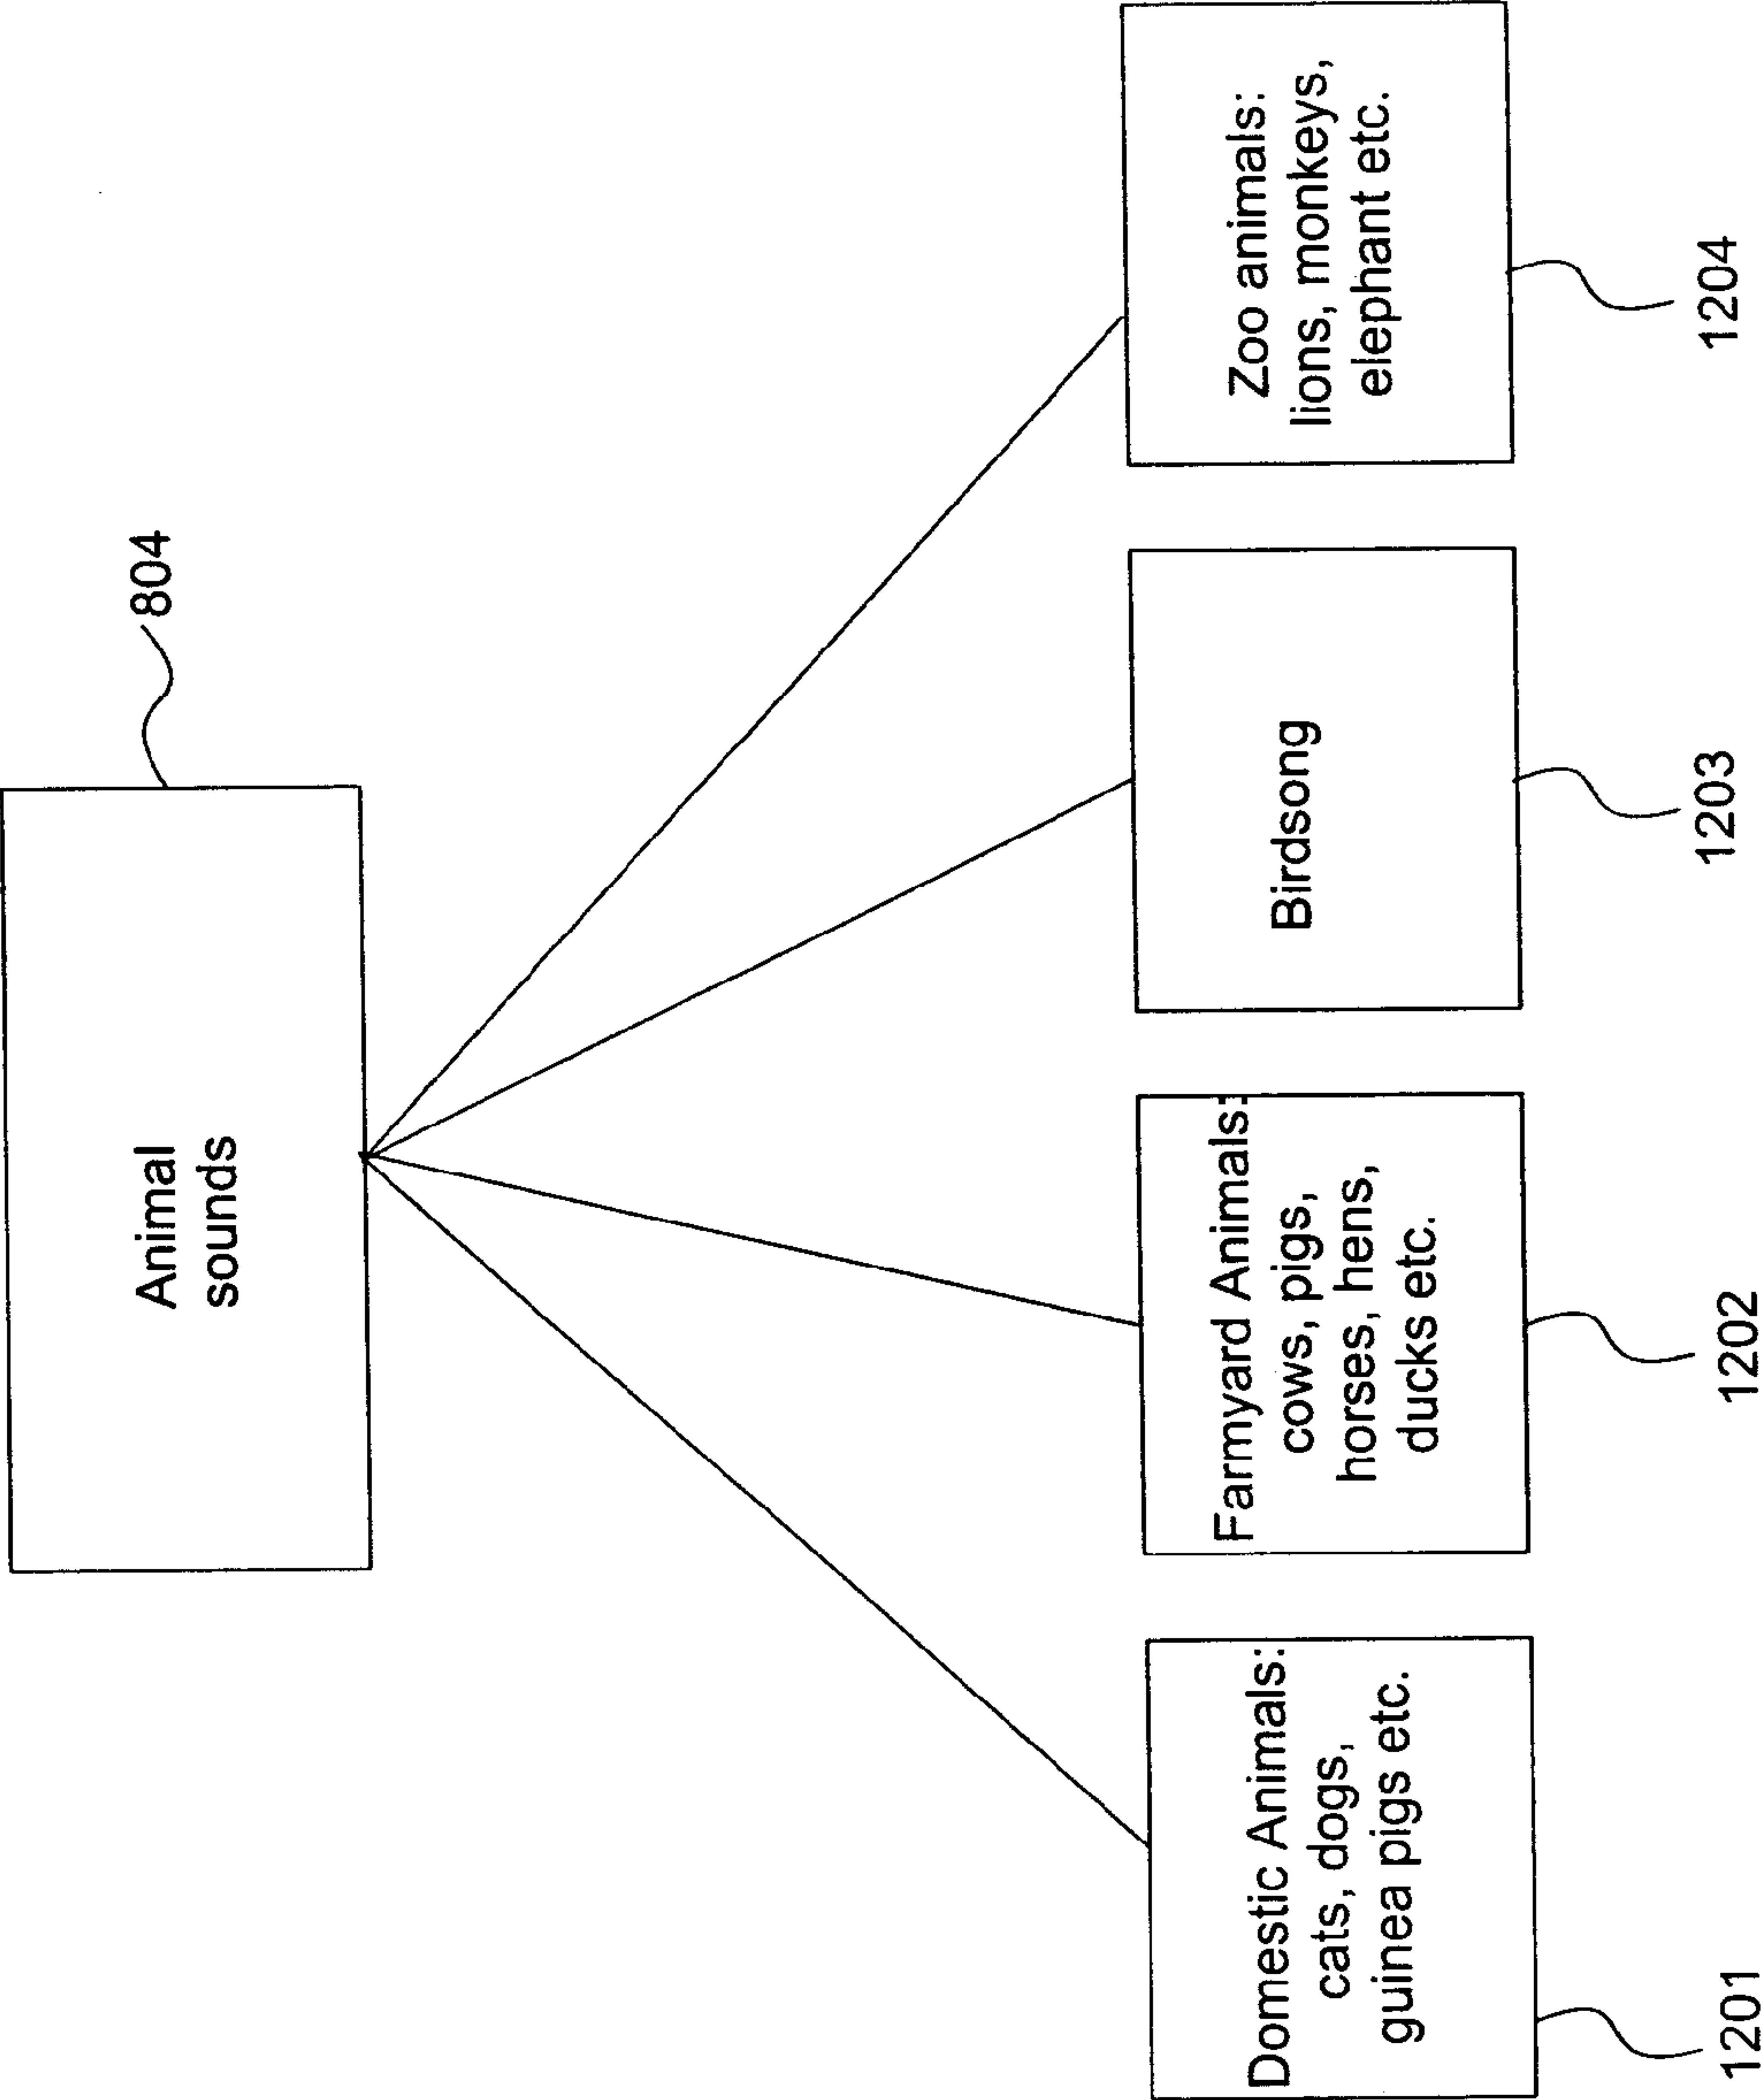 Animal
sounds
804
Domestic Animals:
cats, dogs,
guinea pigs etc.
1201
Farmyard Animals:
cows, pigs,
horses, hens,
ducks etc.
1202
Birdsong
1203
Zoo animals:
lions, monkeys,
elephant etc.
1204